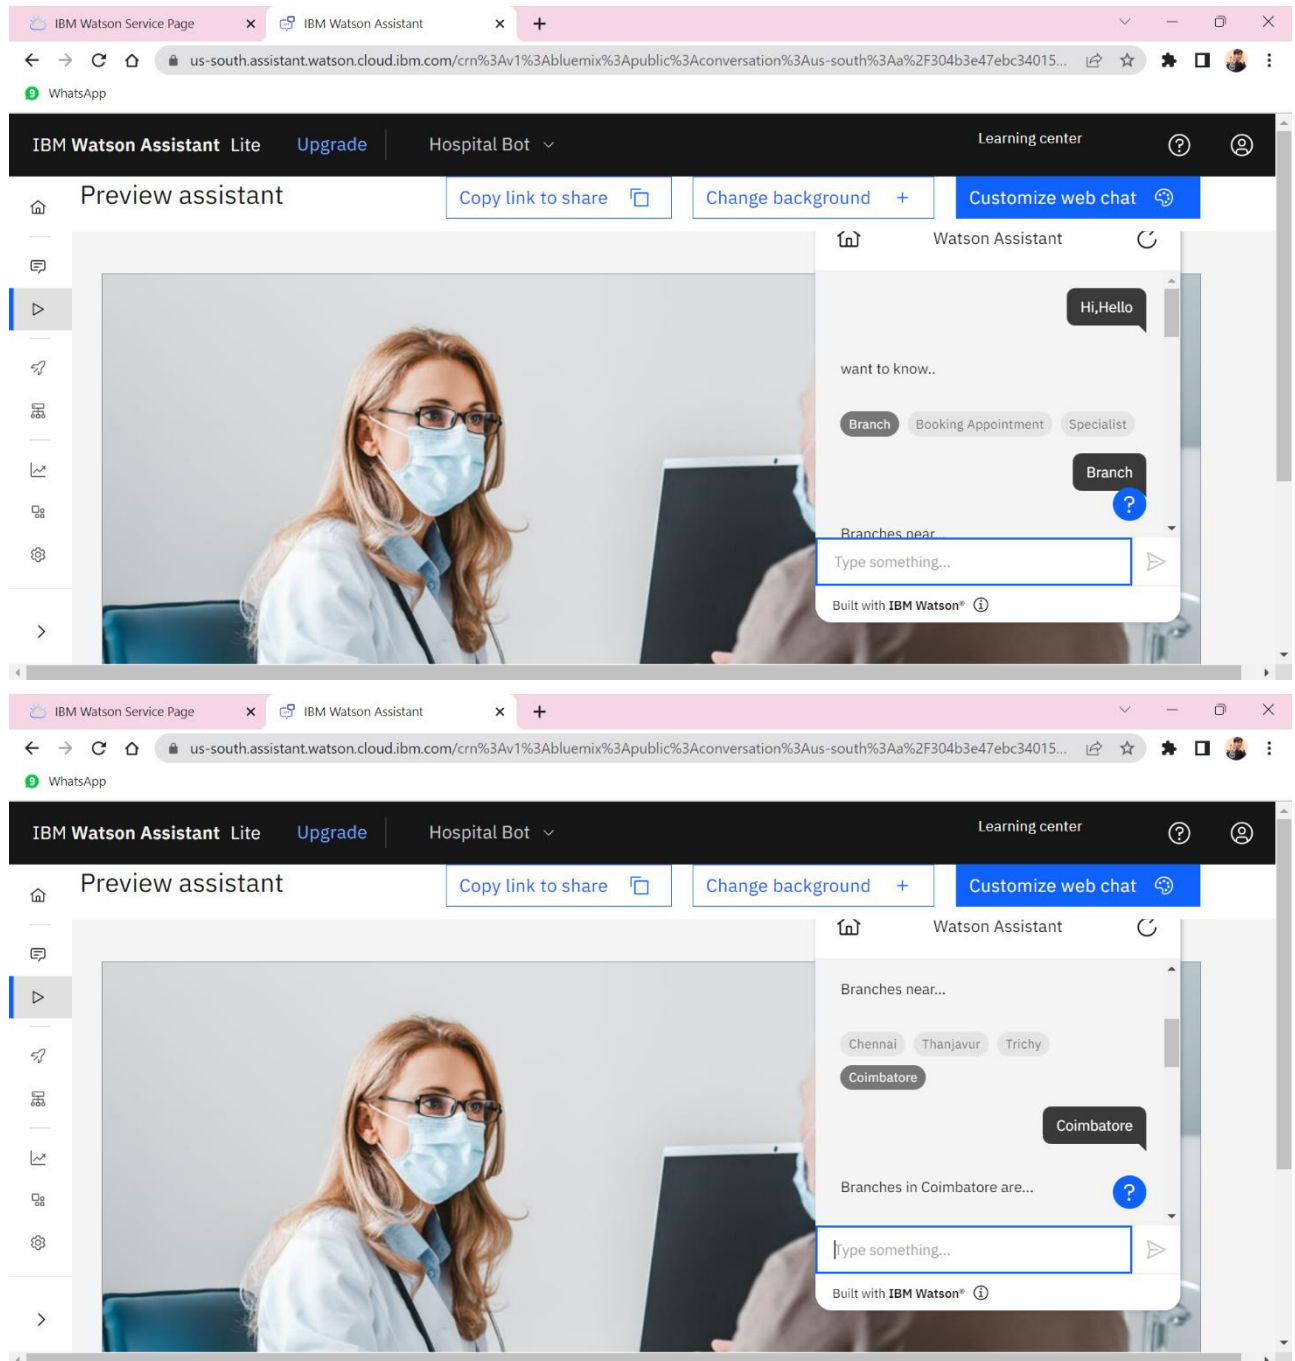 IBM Watson Service Page
IBM Watson Assistant
us-south.assistant.watson.cloud.ibm.com/crn%3Av1%3Abluemix%3Apublic%3Aconversation%3Aus-south%3Aa%2F304b3e47ebc34015...
9 WhatsApp
IBM Watson Assistant Lite Upgrade Hospital Bot Learning center
Preview assistant Copy link to share Change background + Customize web chat
Watson Assistant
Hi,Hello
want to know..
Branch Booking Appointment Specialist
Branch
?
Branches near...
Type something...
Built with IBM Watson®
IBM Watson Service Page
IBM Watson Assistant
us-south.assistant.watson.cloud.ibm.com/crn%3Av1%3Abluemix%3Apublic%3Aconversation%3Aus-south%3Aa%2F304b3e47ebc34015...
9 WhatsApp
IBM Watson Assistant Lite Upgrade Hospital Bot Learning center
Preview assistant Copy link to share Change background + Customize web chat
Watson Assistant
Branches near...
Chennai Thanjavur Trichy
Coimbatore
Coimbatore
Branches in Coimbatore are...
?
Type something...
Built with IBM Watson®